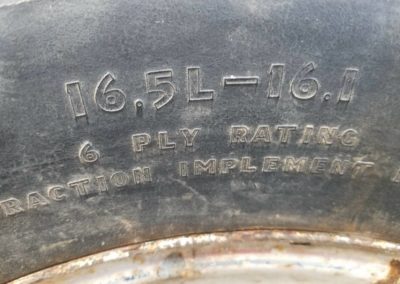 16.5L-16.1
6 PLY RATING
RACTION IMPLEMENT